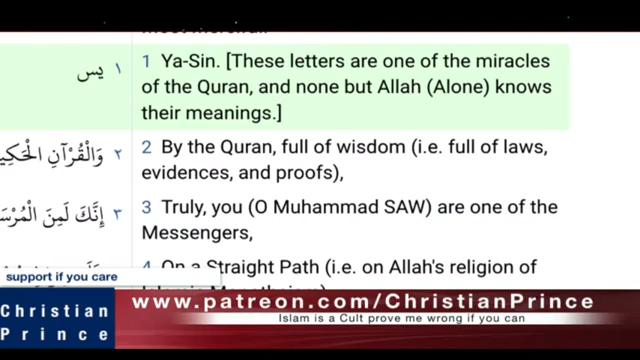 1 Ya-Sin. [These letters are one of the miracles
of the Quran, and none but Allah (Alone) knows
their meanings.]
١ يس
2 By the Quran, full of wisdom (i.e. full of laws,
evidences, and proofs),
٢ وَالْقُرْآنِ
3 Truly, you (O Muhammad SAW) are one of the
Messengers,
٣ إِنَّكَ لَمِنَ
4 On a Straight Path (i.e. on Allah's religion of
support if you care
Christian
Prince
www.patreon.com/ChristianPrince
Islam is a Cult prove me wrong if you can